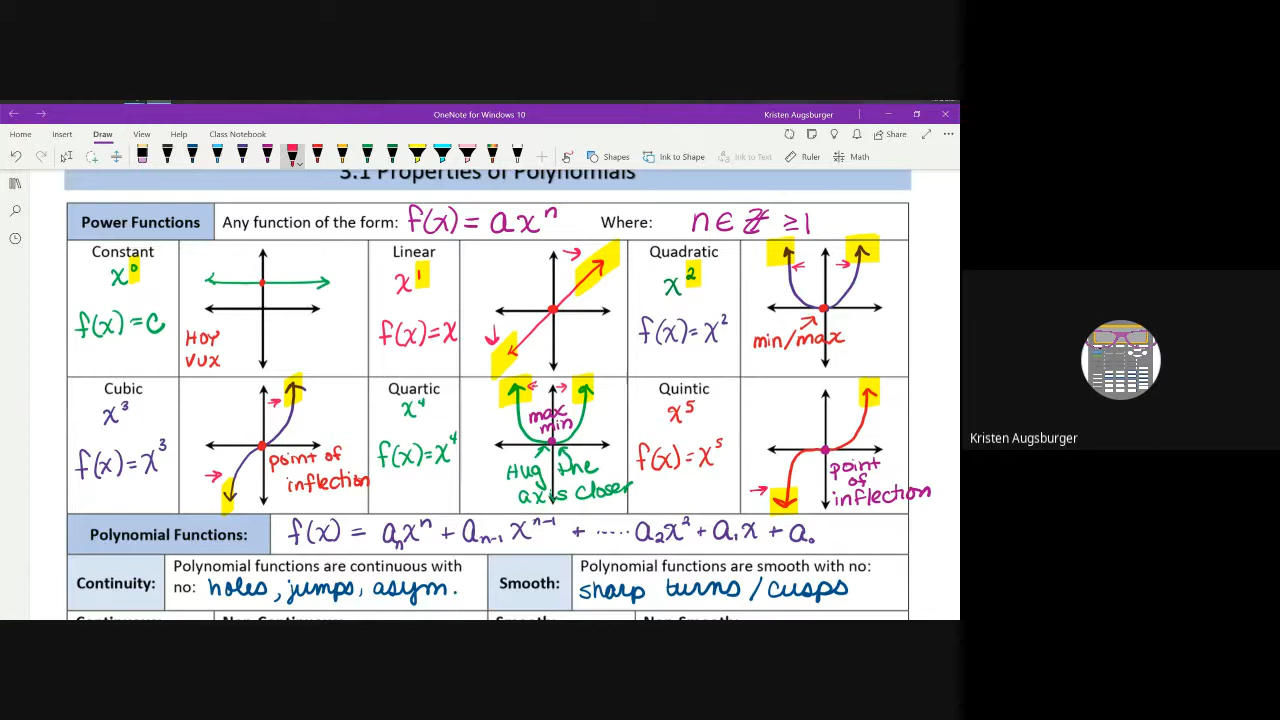 OneNote for Windows 10
Kristen Augsburger
Home Insert Draw View Help Class Notebook
Share
Shapes Ink to Shape Ink to Text Ruler Math
3.1 Properties of Polynomials
Power Functions Any function of the form: f(x) = ax^n Where: n ∈ ℤ ≥ 1
Constant
x^0
f(x) = C
HOY
VUX
Linear
x^1
f(x) = x
Quadratic
x^2
f(x) = x^2
min/max
Cubic
x^3
f(x) = x^3
point of
inflection
Quartic
x^4
f(x) = x^4
max
min
Hug the
axis closer
Quintic
x^5
f(x) = x^5
point
of
inflection
Polynomial Functions: f(x) = a_n x^n + a_{n-1} x^{n-1} + ..... a_2 x^2 + a_1 x + a_0
Continuity: Polynomial functions are continuous with
no: holes, jumps, asym.
Smooth: Polynomial functions are smooth with no:
sharp turns / cusps
Kristen Augsburger